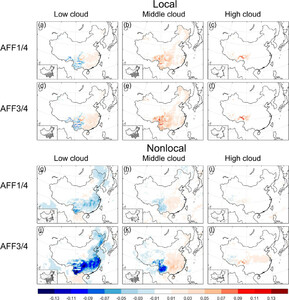 Local
Low cloud Middle cloud High cloud
(a) (b) (c)
AFF1/4
(d) (e) (f)
AFF3/4
Nonlocal
Low cloud Middle cloud High cloud
(g) (h) (i)
AFF1/4
(j) (k) (l)
AFF3/4
-0.13 -0.11 -0.09 -0.07 -0.05 -0.03 -0.01 0.01 0.03 0.05 0.07 0.09 0.11 0.13